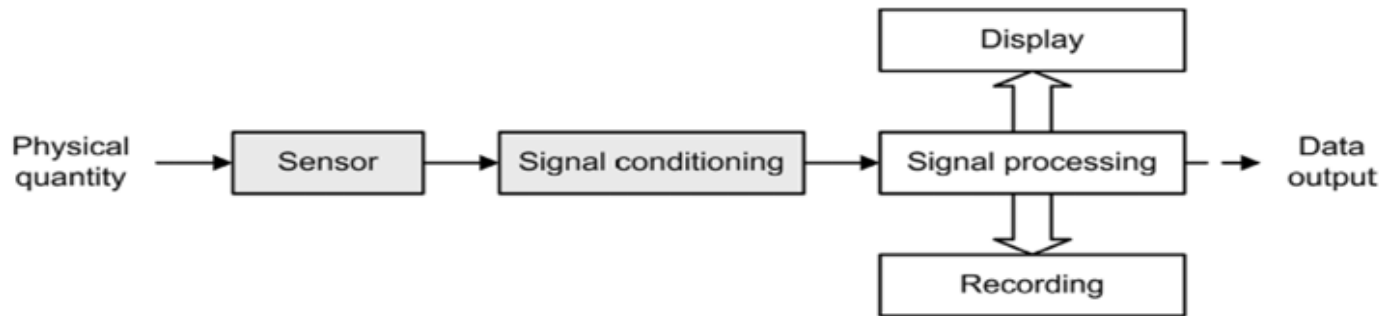 Display
Physical
quantity
Sensor
Signal conditioning
Signal processing
Data
output
Recording